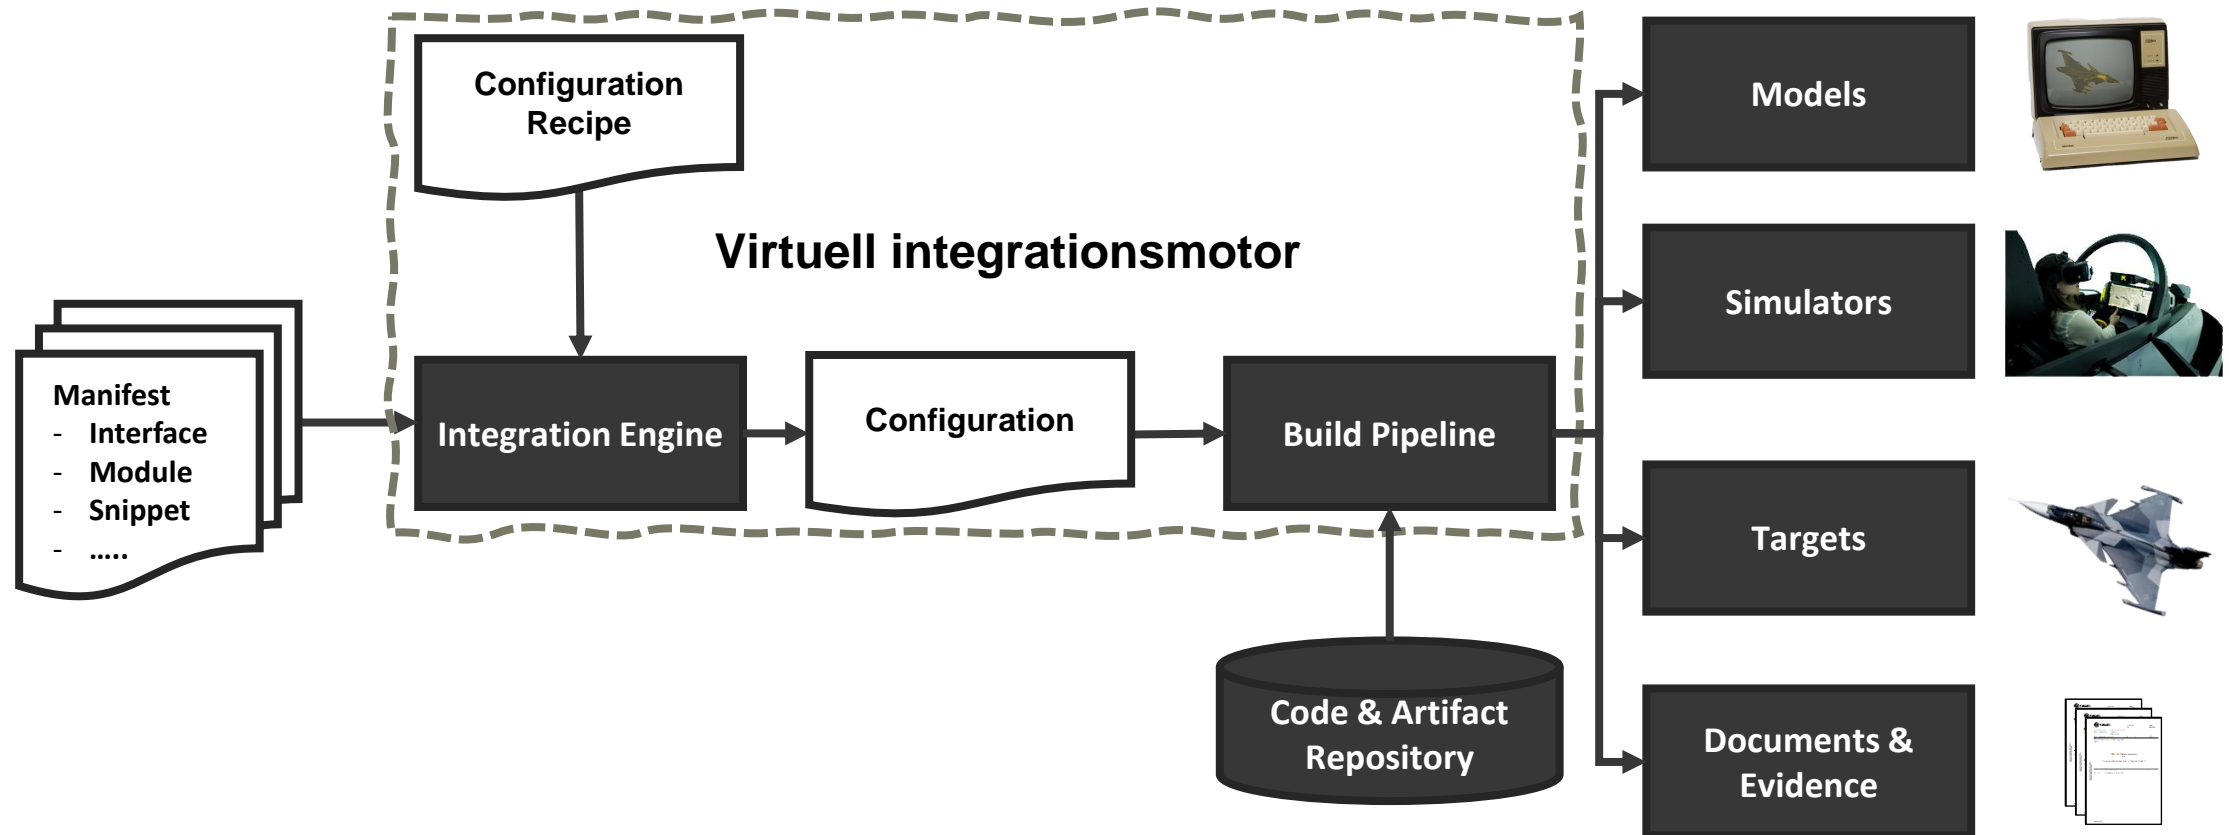 Configuration
Recipe
Virtuell integrationsmotor
Manifest
- Interface
- Module
- Snippet
- .....
Integration Engine
Configuration
Build Pipeline
Code & Artifact
Repository
Models
Simulators
Targets
Documents &
Evidence